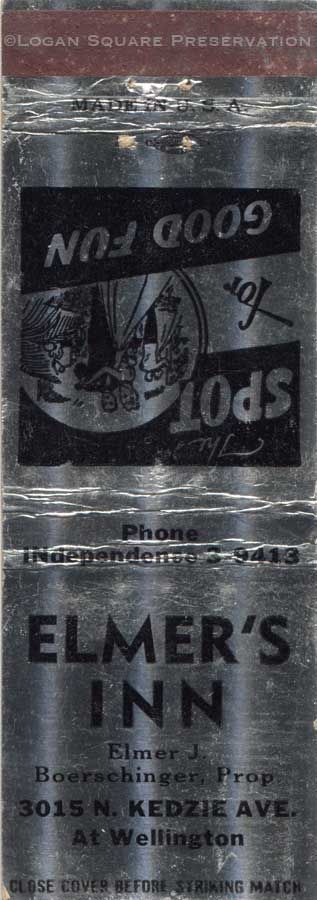 ©LOGAN SQUARE PRESERVATION
MADE IN U.S.A.
The
SPOT
for
GOOD FUN
Phone
INdependence 3-9413
ELMER'S
INN
Elmer J.
Boerschinger, Prop
3015 N. KEDZIE AVE.
At Wellington
CLOSE COVER BEFORE STRIKING MATCH